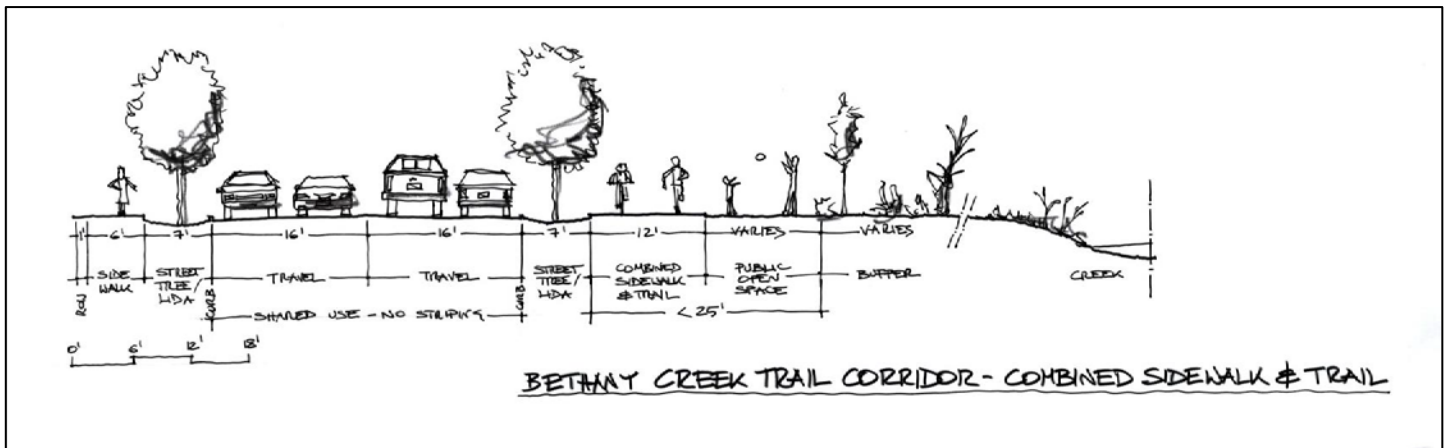 1' 6' 7' 16' 16' 7' 12' VARIES VARIES
ROW
SIDE
WALK
STREET
TREE/
LIDA
CURB
TRAVEL
TRAVEL
CURB
STREET
TREE/
LIDA
COMBINED
SIDEWALK
& TRAIL
PUBLIC
OPEN
SPACE
BUFFER
CREEK
SHARED USE - NO STRIPING
< 25'
0' 6' 12' 18'
BETHANY CREEK TRAIL CORRIDOR - COMBINED SIDEWALK & TRAIL